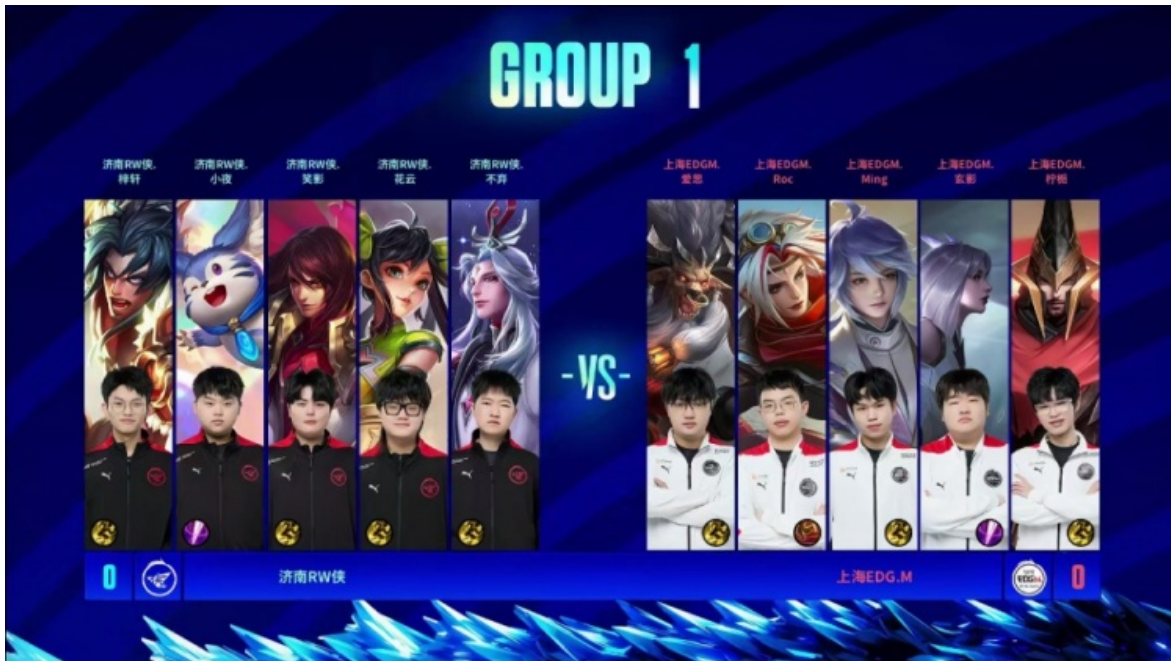 GROUP 1
济南RW侠.
梓轩
济南RW侠.
小夜
济南RW侠.
笑影
济南RW侠.
花云
济南RW侠.
不弃
上海EDGM.
爱思
上海EDGM.
Roc
上海EDGM.
Ming
上海EDGM.
玄影
上海EDGM.
柠栀
-VS-
0
济南RW侠
上海EDG.M
EDGM
0